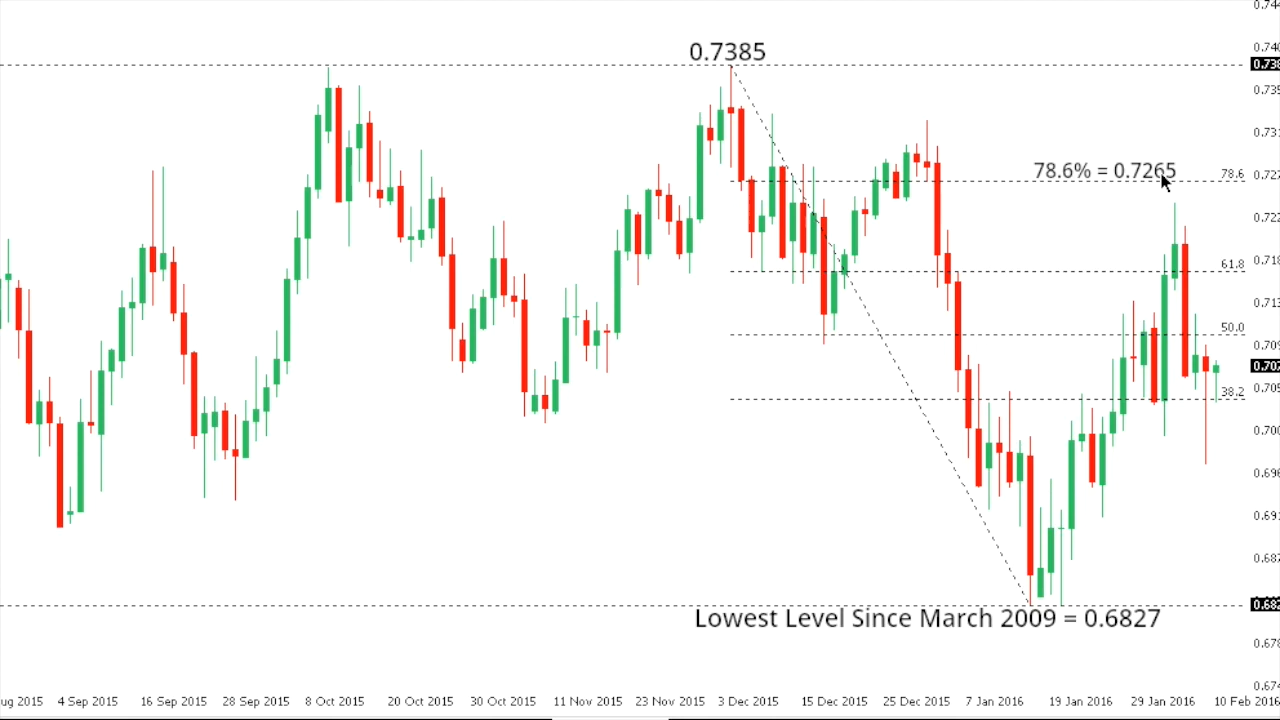 0.7385
78.6% = 0.7265
78.6
61.8
50.0
38.2
Lowest Level Since March 2009 = 0.6827
4 Sep 2015 16 Sep 2015 28 Sep 2015 8 Oct 2015 20 Oct 2015 30 Oct 2015 11 Nov 2015 23 Nov 2015 3 Dec 2015 15 Dec 2015 25 Dec 2015 7 Jan 2016 19 Jan 2016 29 Jan 2016 10 Feb 2016